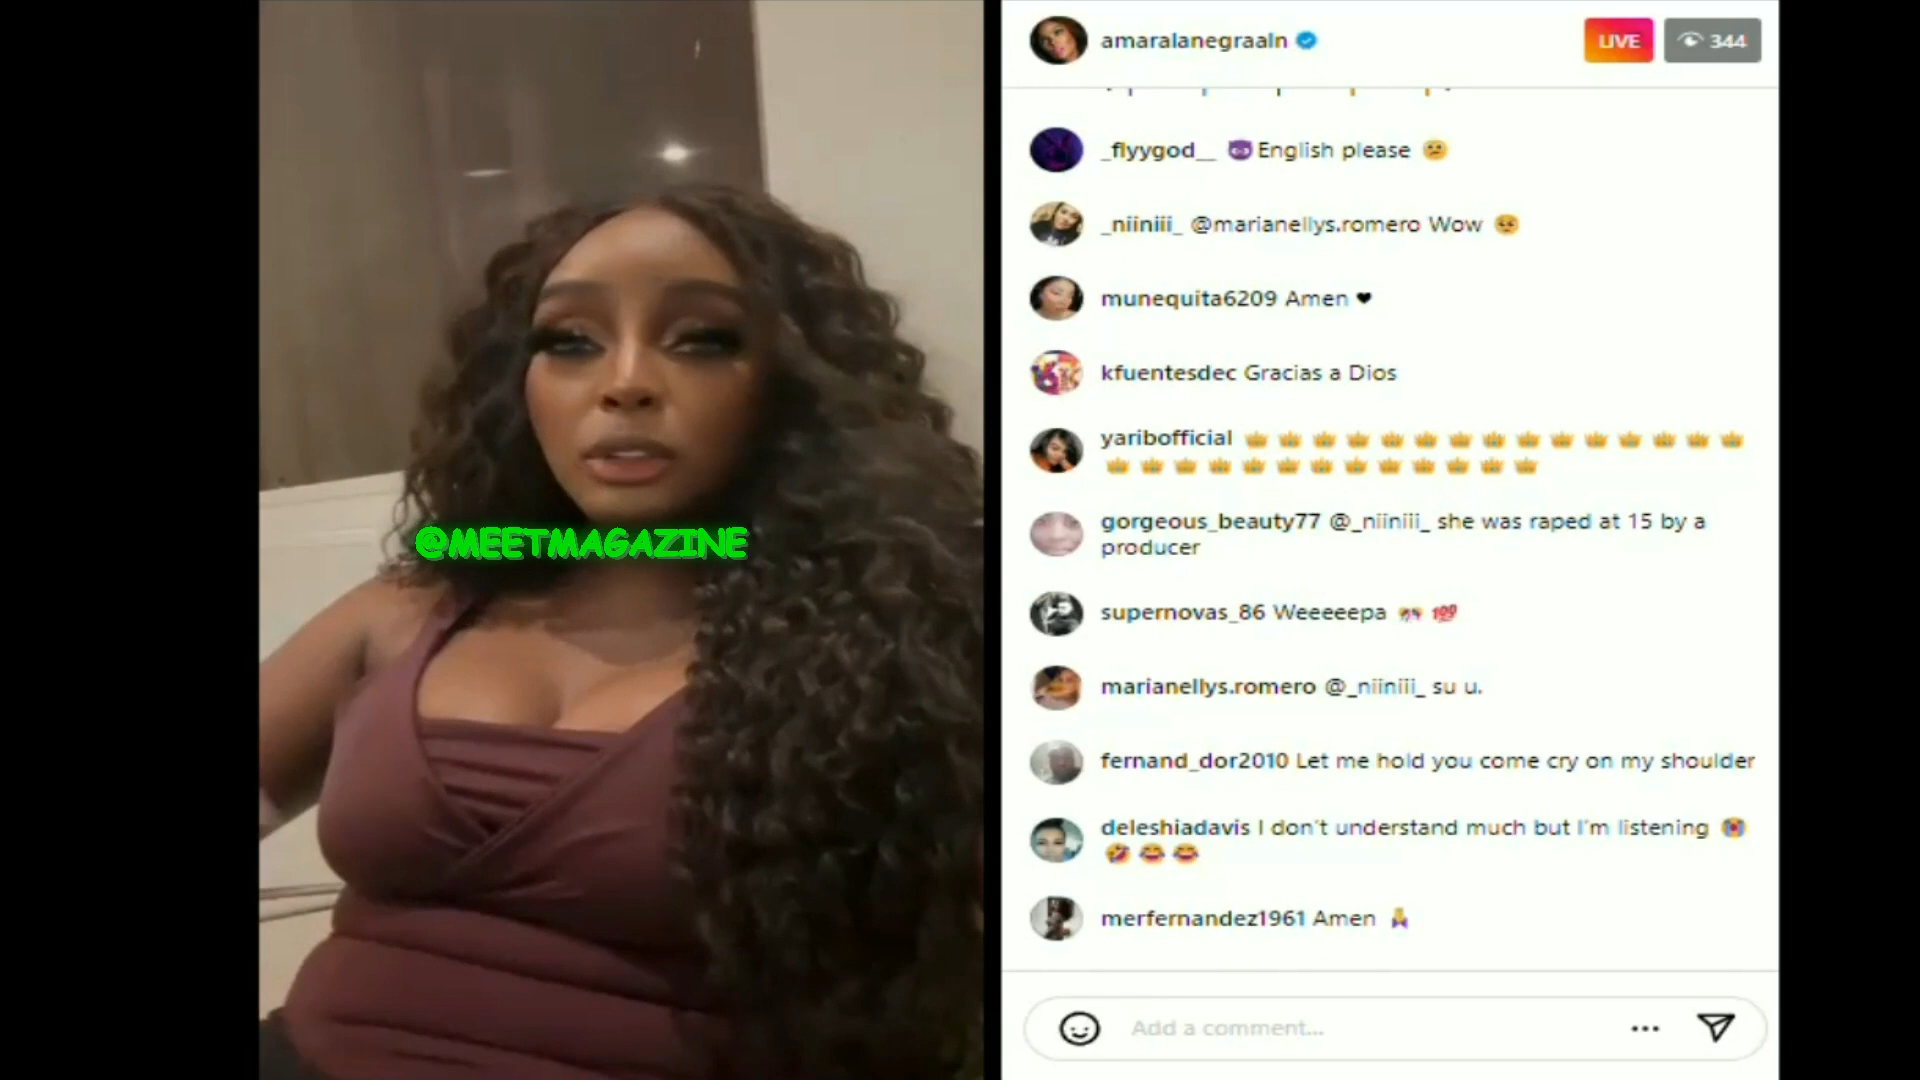 amaralanegraaln
LIVE
344
_flyygod__ 😈English please 😕
_niiniii_ @marianellys.romero Wow 🥺
munequita6209 Amen ❤
kfuentesdec Gracias a Dios
yaribofficial 👑👑👑👑👑👑👑👑👑👑👑👑👑👑👑
👑👑👑👑👑👑👑👑👑👑👑👑👑
gorgeous_beauty77 @_niiniii_ she was raped at 15 by a
producer
supernovas_86 Weeeeepa 💯
marianellys.romero @_niiniii_ su u.
fernand_dor2010 Let me hold you come cry on my shoulder
deleshiadavis I don't understand much but I'm listening 😭
🤣😂😂
merfernandez1961 Amen 🙏
Add a comment...
@MEETMAGAZINE